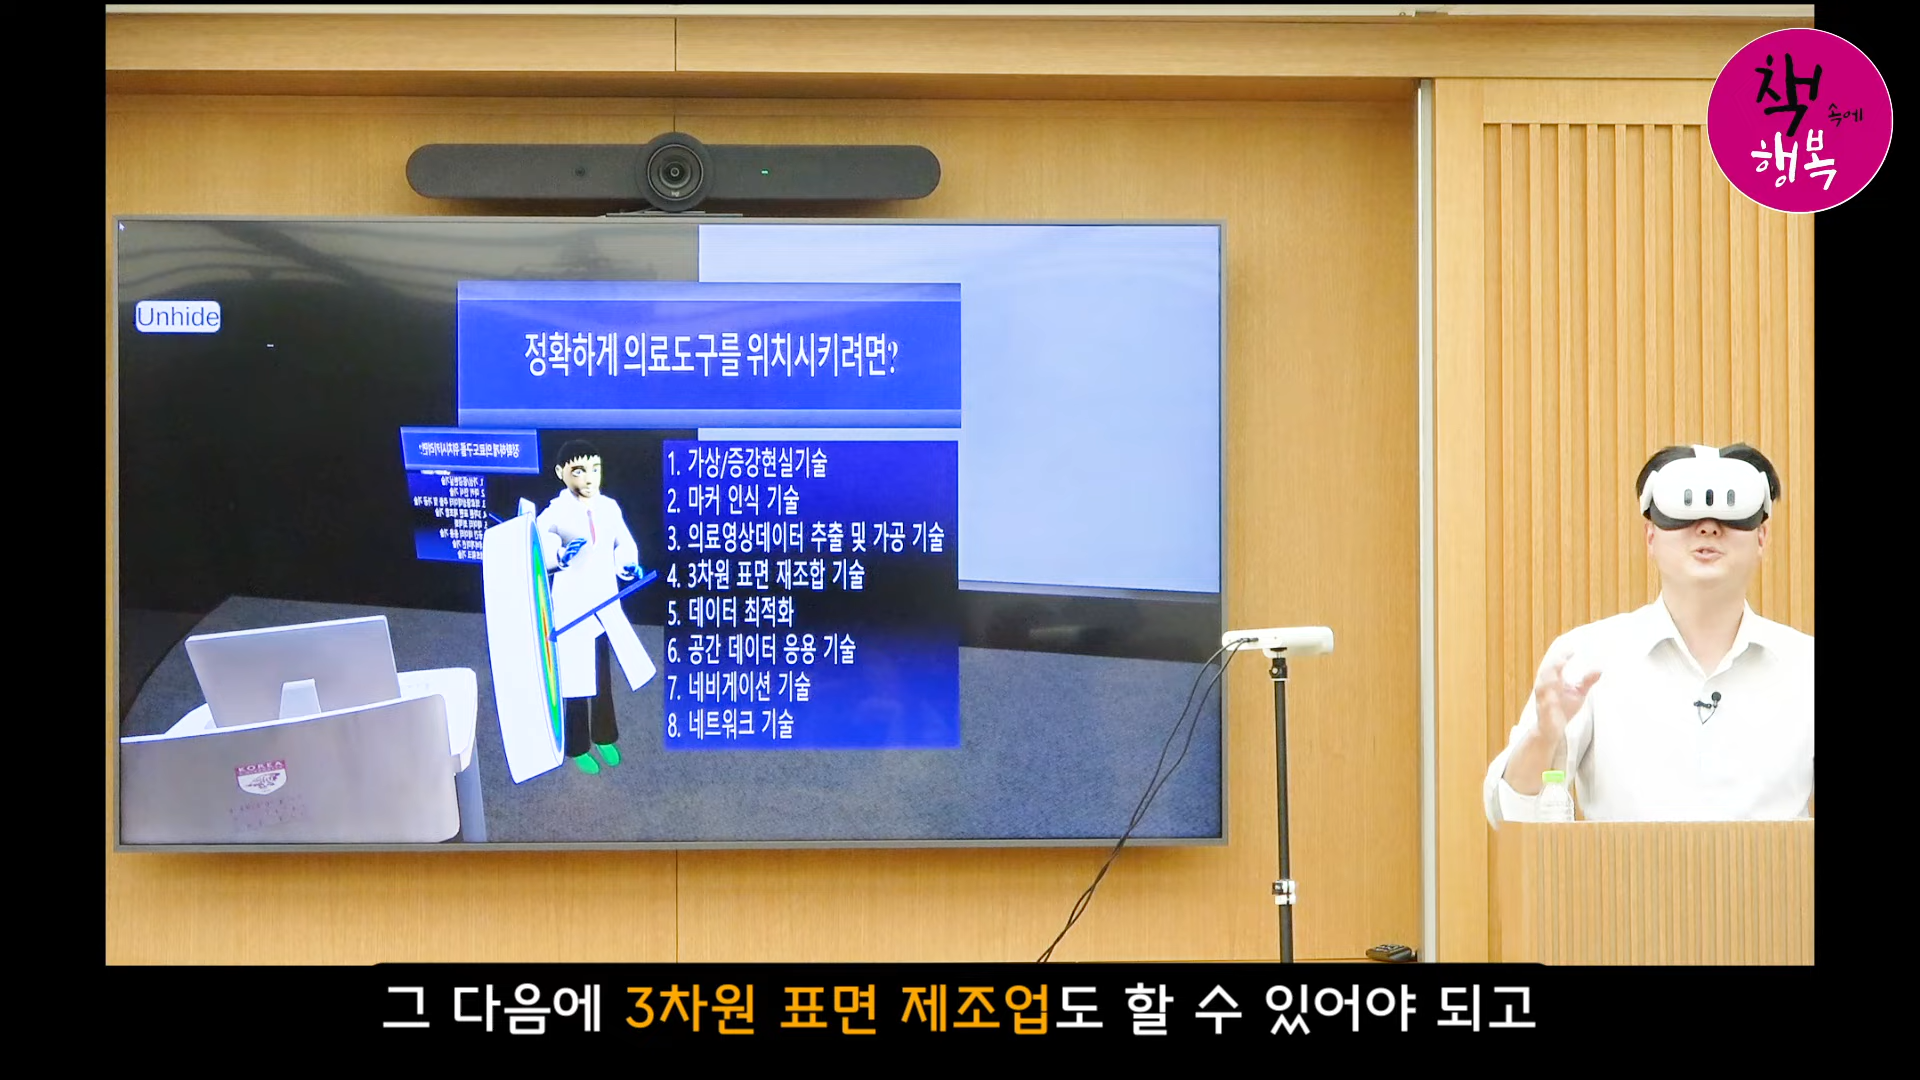 책
속에
행복
Unhide
정확하게 의료도구를 위치시키려면?
1. 가상/증강현실기술
2. 마커 인식 기술
3. 의료영상데이터 추출 및 가공 기술
4. 3차원 표면 재조합 기술
5. 데이터 최적화
6. 공간 데이터 응용 기술
7. 네비게이션 기술
8. 네트워크 기술
KOREA
그 다음에 3차원 표면 제조업도 할 수 있어야 되고